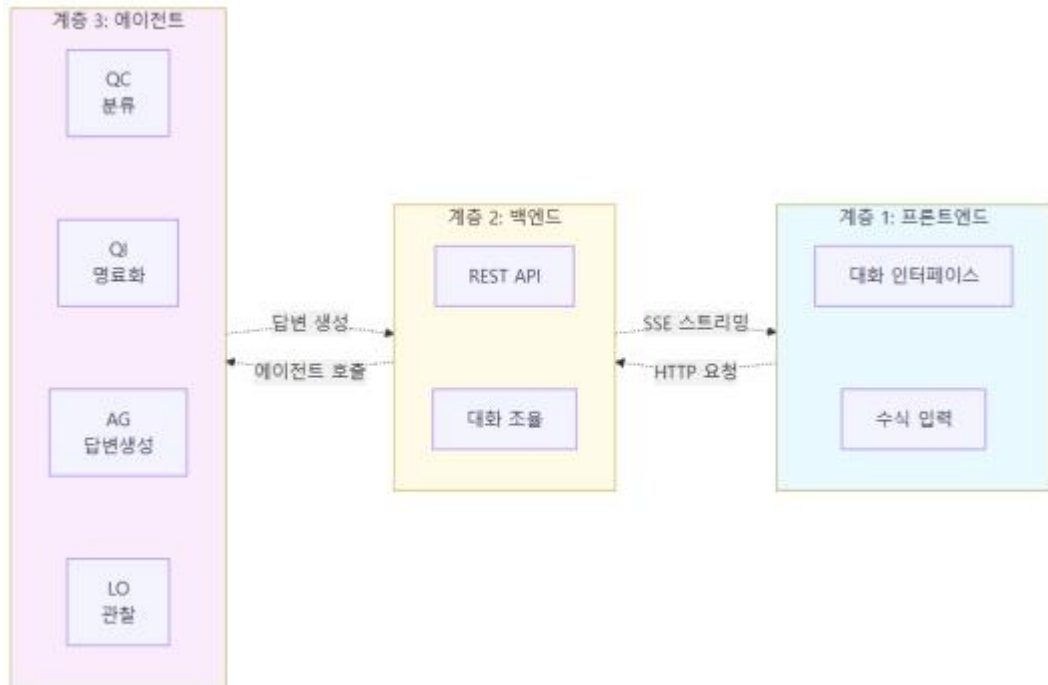 계층 3: 에이전트
QC
분류
QI
명료화
AG
답변생성
LO
관찰
답변 생성
에이전트 호출
계층 2: 백엔드
REST API
대화 조율
SSE 스트리밍
HTTP 요청
계층 1: 프론트엔드
대화 인터페이스
수식 입력